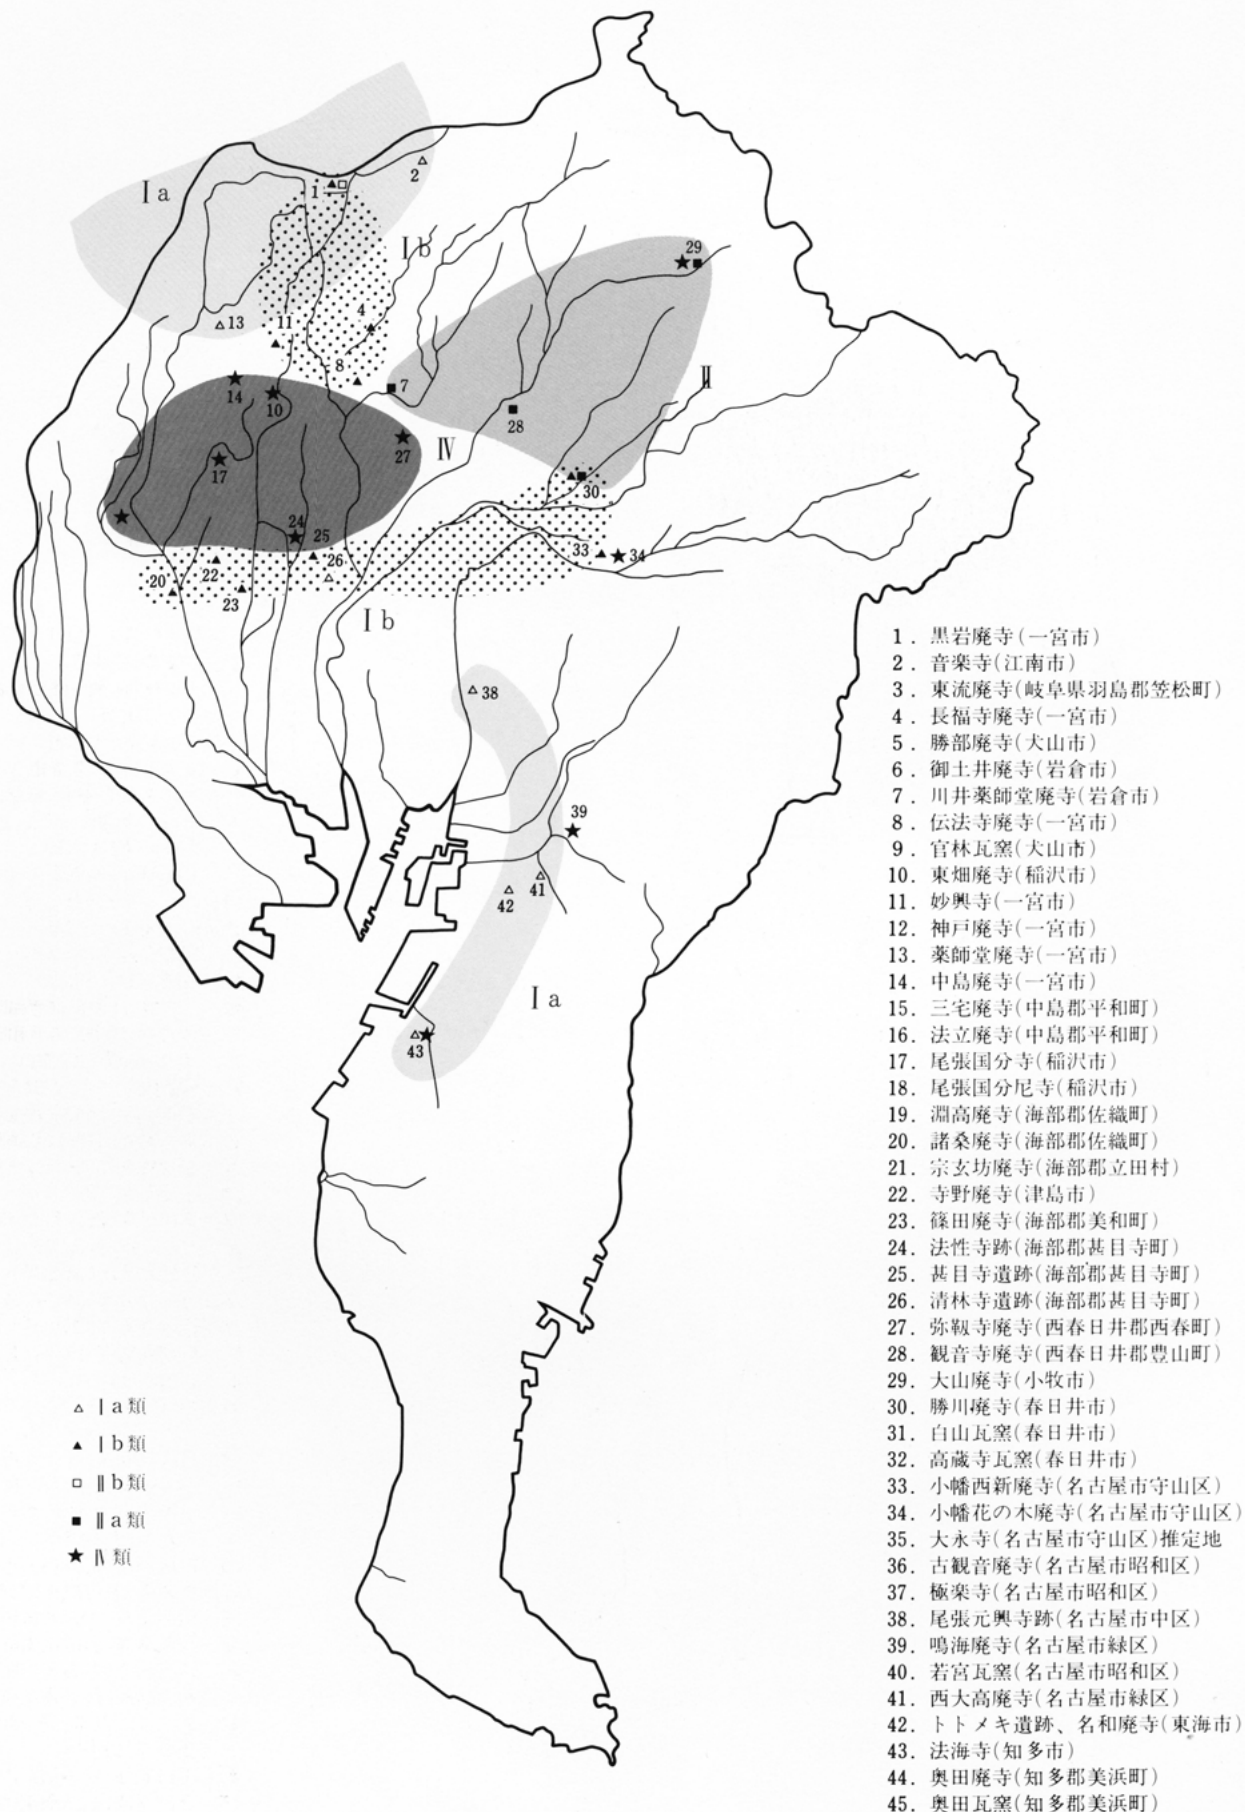 Ⅰa
2
1
Ⅰb
29
13
11
4
8
7
Ⅱ
14
10
28
Ⅳ
27
17
30
24
25
33
34
26
22
20
23
Ⅰb
38
39
41
42
Ⅰa
43
1．黒岩廃寺(一宮市)
2．音楽寺(江南市)
3．東流廃寺(岐阜県羽島郡笠松町)
4．長福寺廃寺(一宮市)
5．勝部廃寺(犬山市)
6．御土井廃寺(岩倉市)
7．川井薬師堂廃寺(岩倉市)
8．伝法寺廃寺(一宮市)
9．官林瓦窯(犬山市)
10．東畑廃寺(稲沢市)
11．妙興寺(一宮市)
12．神戸廃寺(一宮市)
13．薬師堂廃寺(一宮市)
14．中島廃寺(一宮市)
15．三宅廃寺(中島郡平和町)
16．法立廃寺(中島郡平和町)
17．尾張国分寺(稲沢市)
18．尾張国分尼寺(稲沢市)
19．淵高廃寺(海部郡佐織町)
20．諸桑廃寺(海部郡佐織町)
21．宗玄坊廃寺(海部郡立田村)
22．寺野廃寺(津島市)
23．篠田廃寺(海部郡美和町)
24．法性寺跡(海部郡甚目寺町)
25．甚目寺遺跡(海部郡甚目寺町)
26．清林寺遺跡(海部郡甚目寺町)
27．弥勒寺廃寺(西春日井郡西春町)
28．観音寺廃寺(西春日井郡豊山町)
29．大山廃寺(小牧市)
30．勝川廃寺(春日井市)
31．白山瓦窯(春日井市)
32．高蔵寺瓦窯(春日井市)
33．小幡西新廃寺(名古屋市守山区)
34．小幡花の木廃寺(名古屋市守山区)
35．大永寺(名古屋市守山区)推定地
36．古観音廃寺(名古屋市昭和区)
37．極楽寺(名古屋市昭和区)
38．尾張元興寺跡(名古屋市中区)
39．鳴海廃寺(名古屋市緑区)
40．若宮瓦窯(名古屋市昭和区)
41．西大高廃寺(名古屋市緑区)
42．トトメキ遺跡、名和廃寺(東海市)
43．法海寺(知多市)
44．奥田廃寺(知多郡美浜町)
45．奥田瓦窯(知多郡美浜町)
△ Ⅰa類
▲ Ⅰb類
□ Ⅱb類
■ Ⅱa類
★ Ⅳ類